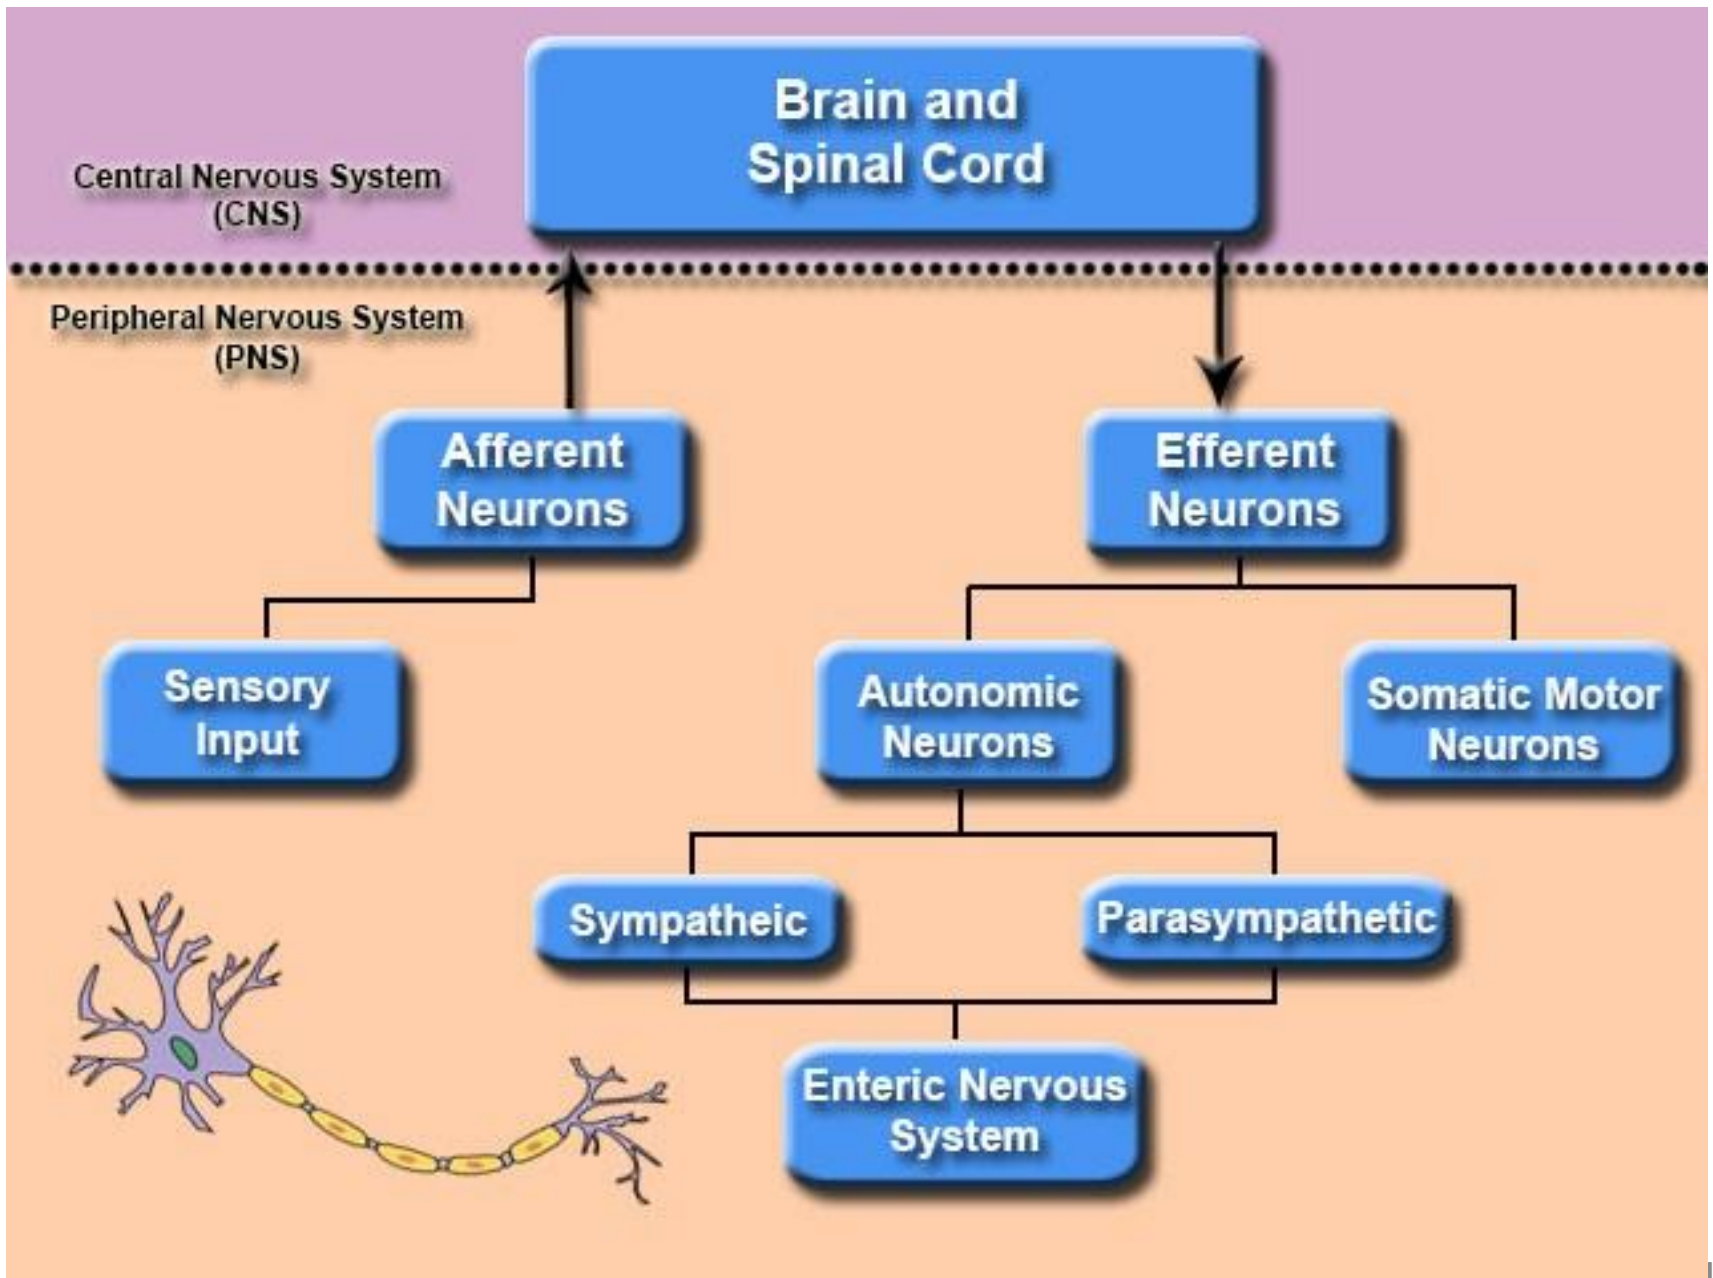 Brain and
Spinal Cord
Central Nervous System
(CNS)
Peripheral Nervous System
(PNS)
Afferent
Neurons
Efferent
Neurons
Sensory
Input
Autonomic
Neurons
Somatic Motor
Neurons
Sympatheic
Parasympathetic
Enteric Nervous
System